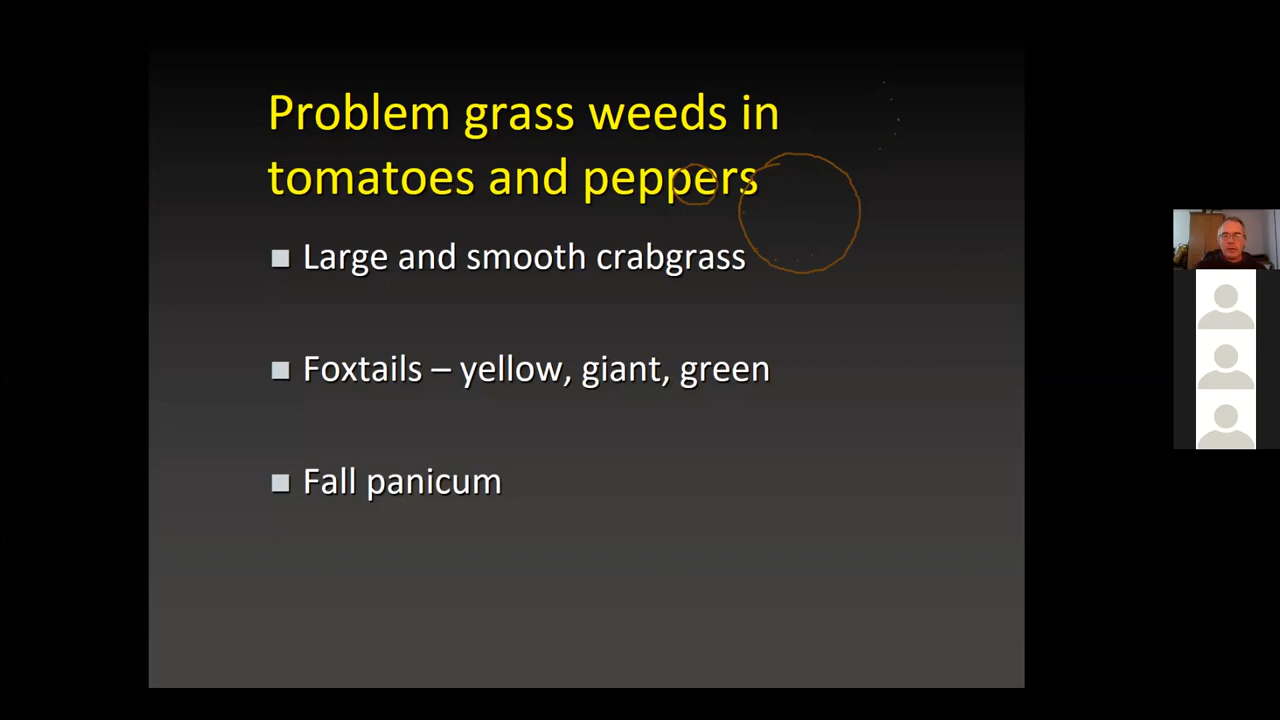 Problem grass weeds in
tomatoes and peppers
Large and smooth crabgrass
Foxtails – yellow, giant, green
Fall panicum